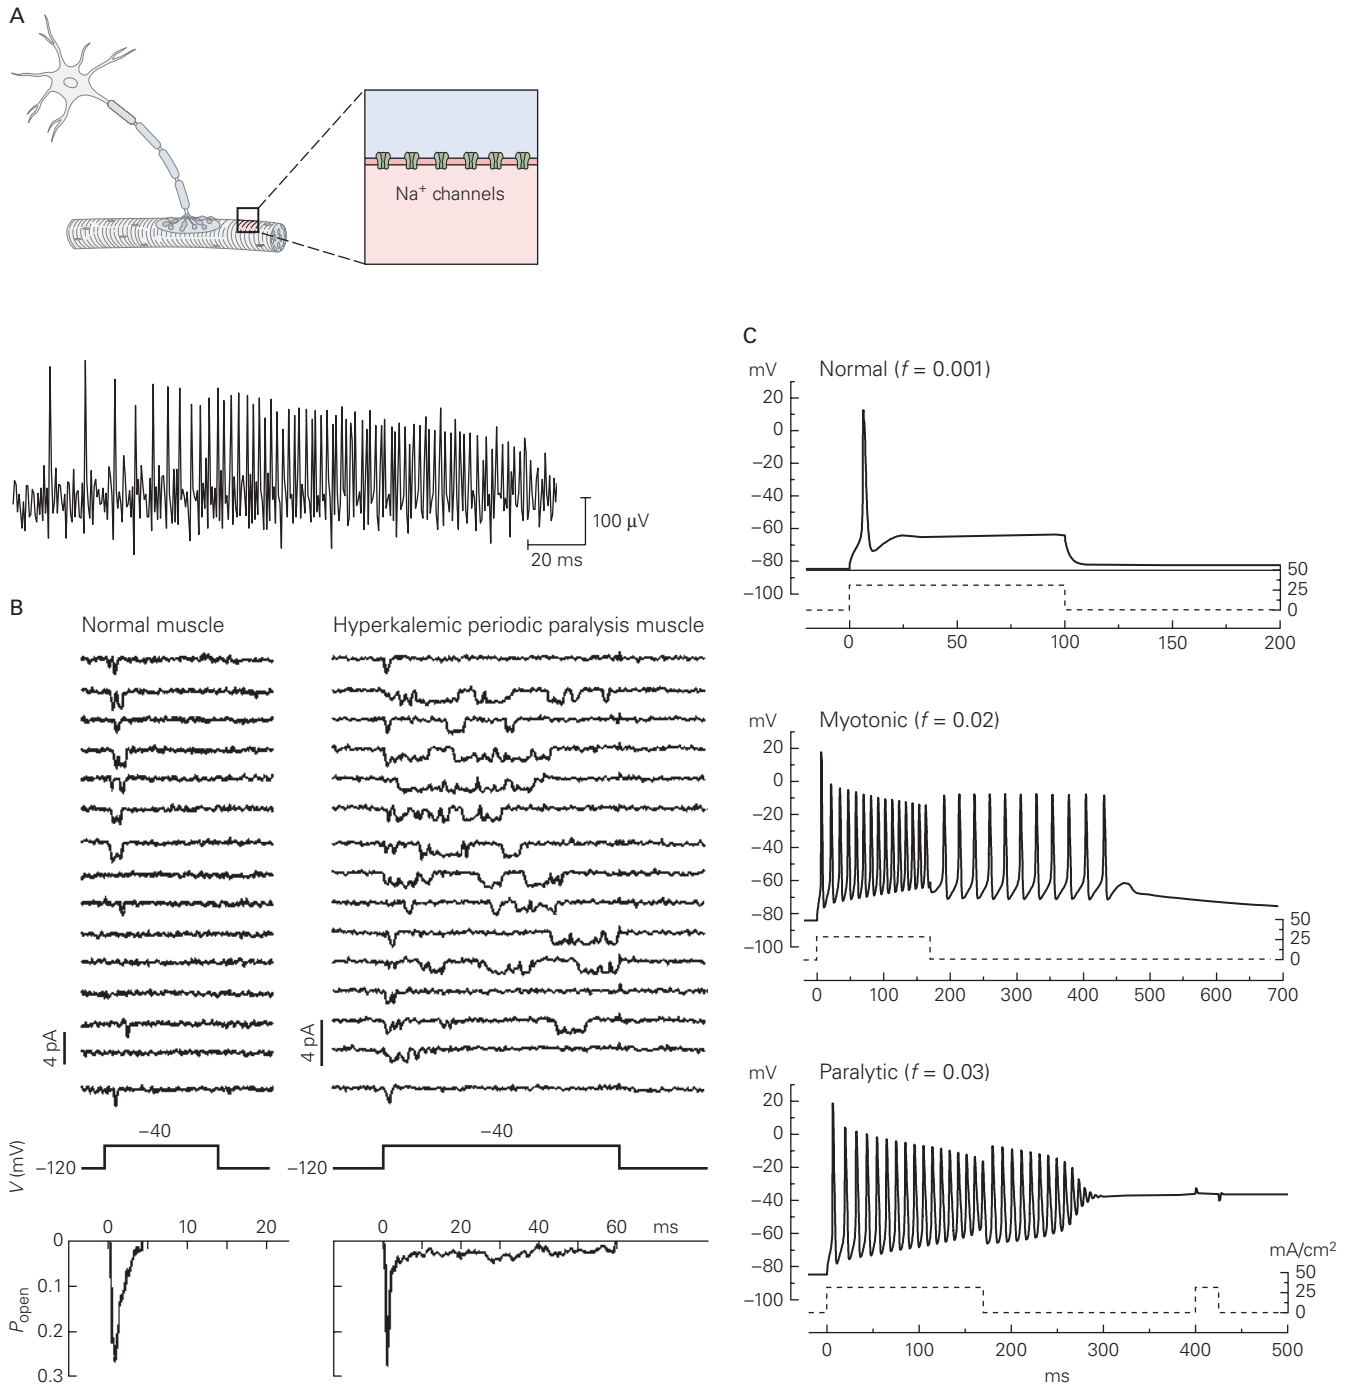 A
Na⁺ channels
100 μV
20 ms
B
Normal muscle
Hyperkalemic periodic paralysis muscle
4 pA
4 pA
V (mV)
−40
−120
−40
−120
0 10 20
0 20 40 60 ms
P_open
0
0.1
0.2
0.3
C
mV
Normal (f = 0.001)
20
0
−20
−40
−60
−80
−100
50
25
0
0 50 100 150 200
mV
Myotonic (f = 0.02)
20
0
−20
−40
−60
−80
−100
50
25
0
0 100 200 300 400 500 600 700
mV
Paralytic (f = 0.03)
20
0
−20
−40
−60
−80
−100
mA/cm²
50
25
0
0 100 200 300 400 500
ms